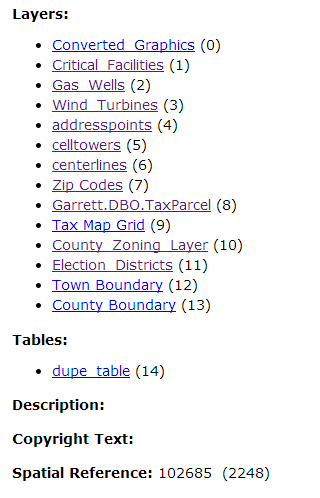 Layers:
• Converted_Graphics (0)
• Critical_Facilities (1)
• Gas_Wells (2)
• Wind_Turbines (3)
• addresspoints (4)
• celltowers (5)
• centerlines (6)
• Zip Codes (7)
• Garrett.DBO.TaxParcel (8)
• Tax Map Grid (9)
• County_Zoning_Layer (10)
• Election_Districts (11)
• Town Boundary (12)
• County Boundary (13)
Tables:
• dupe_table (14)
Description:
Copyright Text:
Spatial Reference: 102685 (2248)